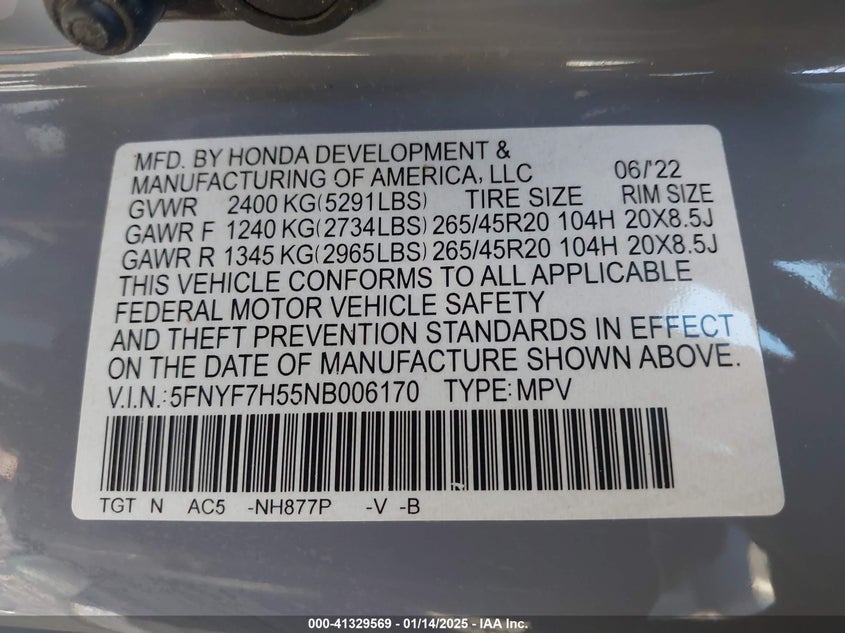 MFD. BY HONDA DEVELOPMENT &
MANUFACTURING OF AMERICA, LLC 06/'22
GVWR 2400 KG(5291LBS) TIRE SIZE RIM SIZE
GAWR F 1240 KG(2734LBS) 265/45R20 104H 20X8.5J
GAWR R 1345 KG(2965LBS) 265/45R20 104H 20X8.5J
THIS VEHICLE CONFORMS TO ALL APPLICABLE
FEDERAL MOTOR VEHICLE SAFETY
AND THEFT PREVENTION STANDARDS IN EFFECT
ON THE DATE OF MANUFACTURE SHOWN ABOVE.
V.I.N.:5FNYF7H55NB006170 TYPE:MPV
TGT N AC5 -NH877P -V -B
000-41329569 - 01/14/2025 - IAA Inc.